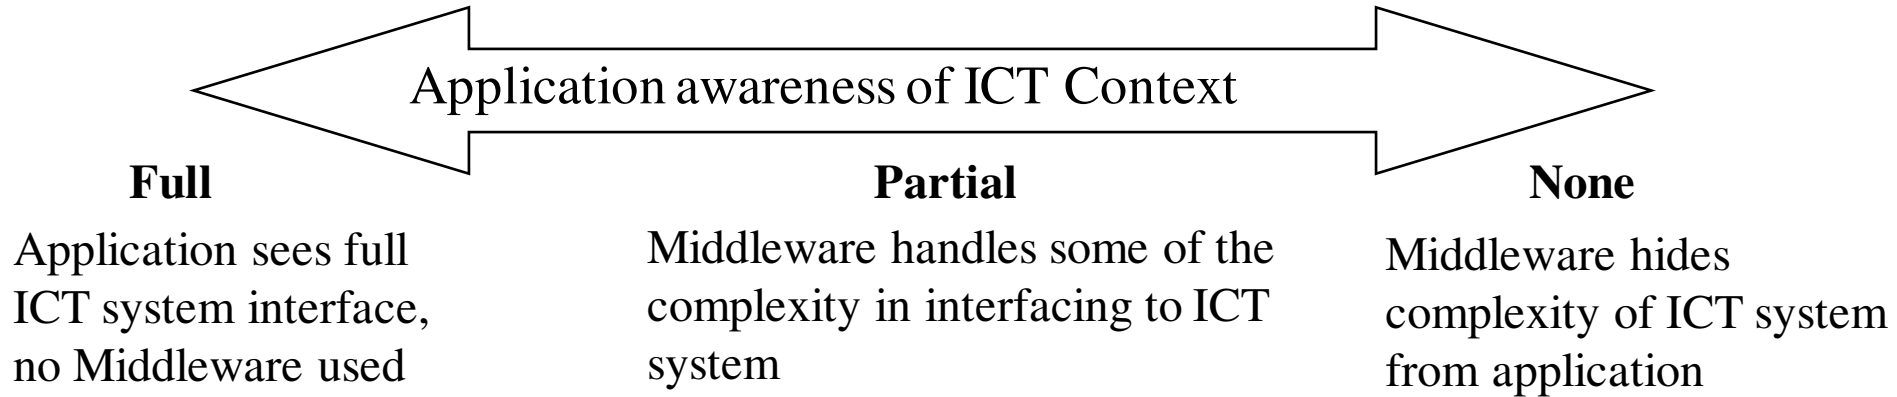 Application awareness of ICT Context
Full
Application sees full
ICT system interface,
no Middleware used
Partial
Middleware handles some of the
complexity in interfacing to ICT
system
None
Middleware hides
complexity of ICT system
from application